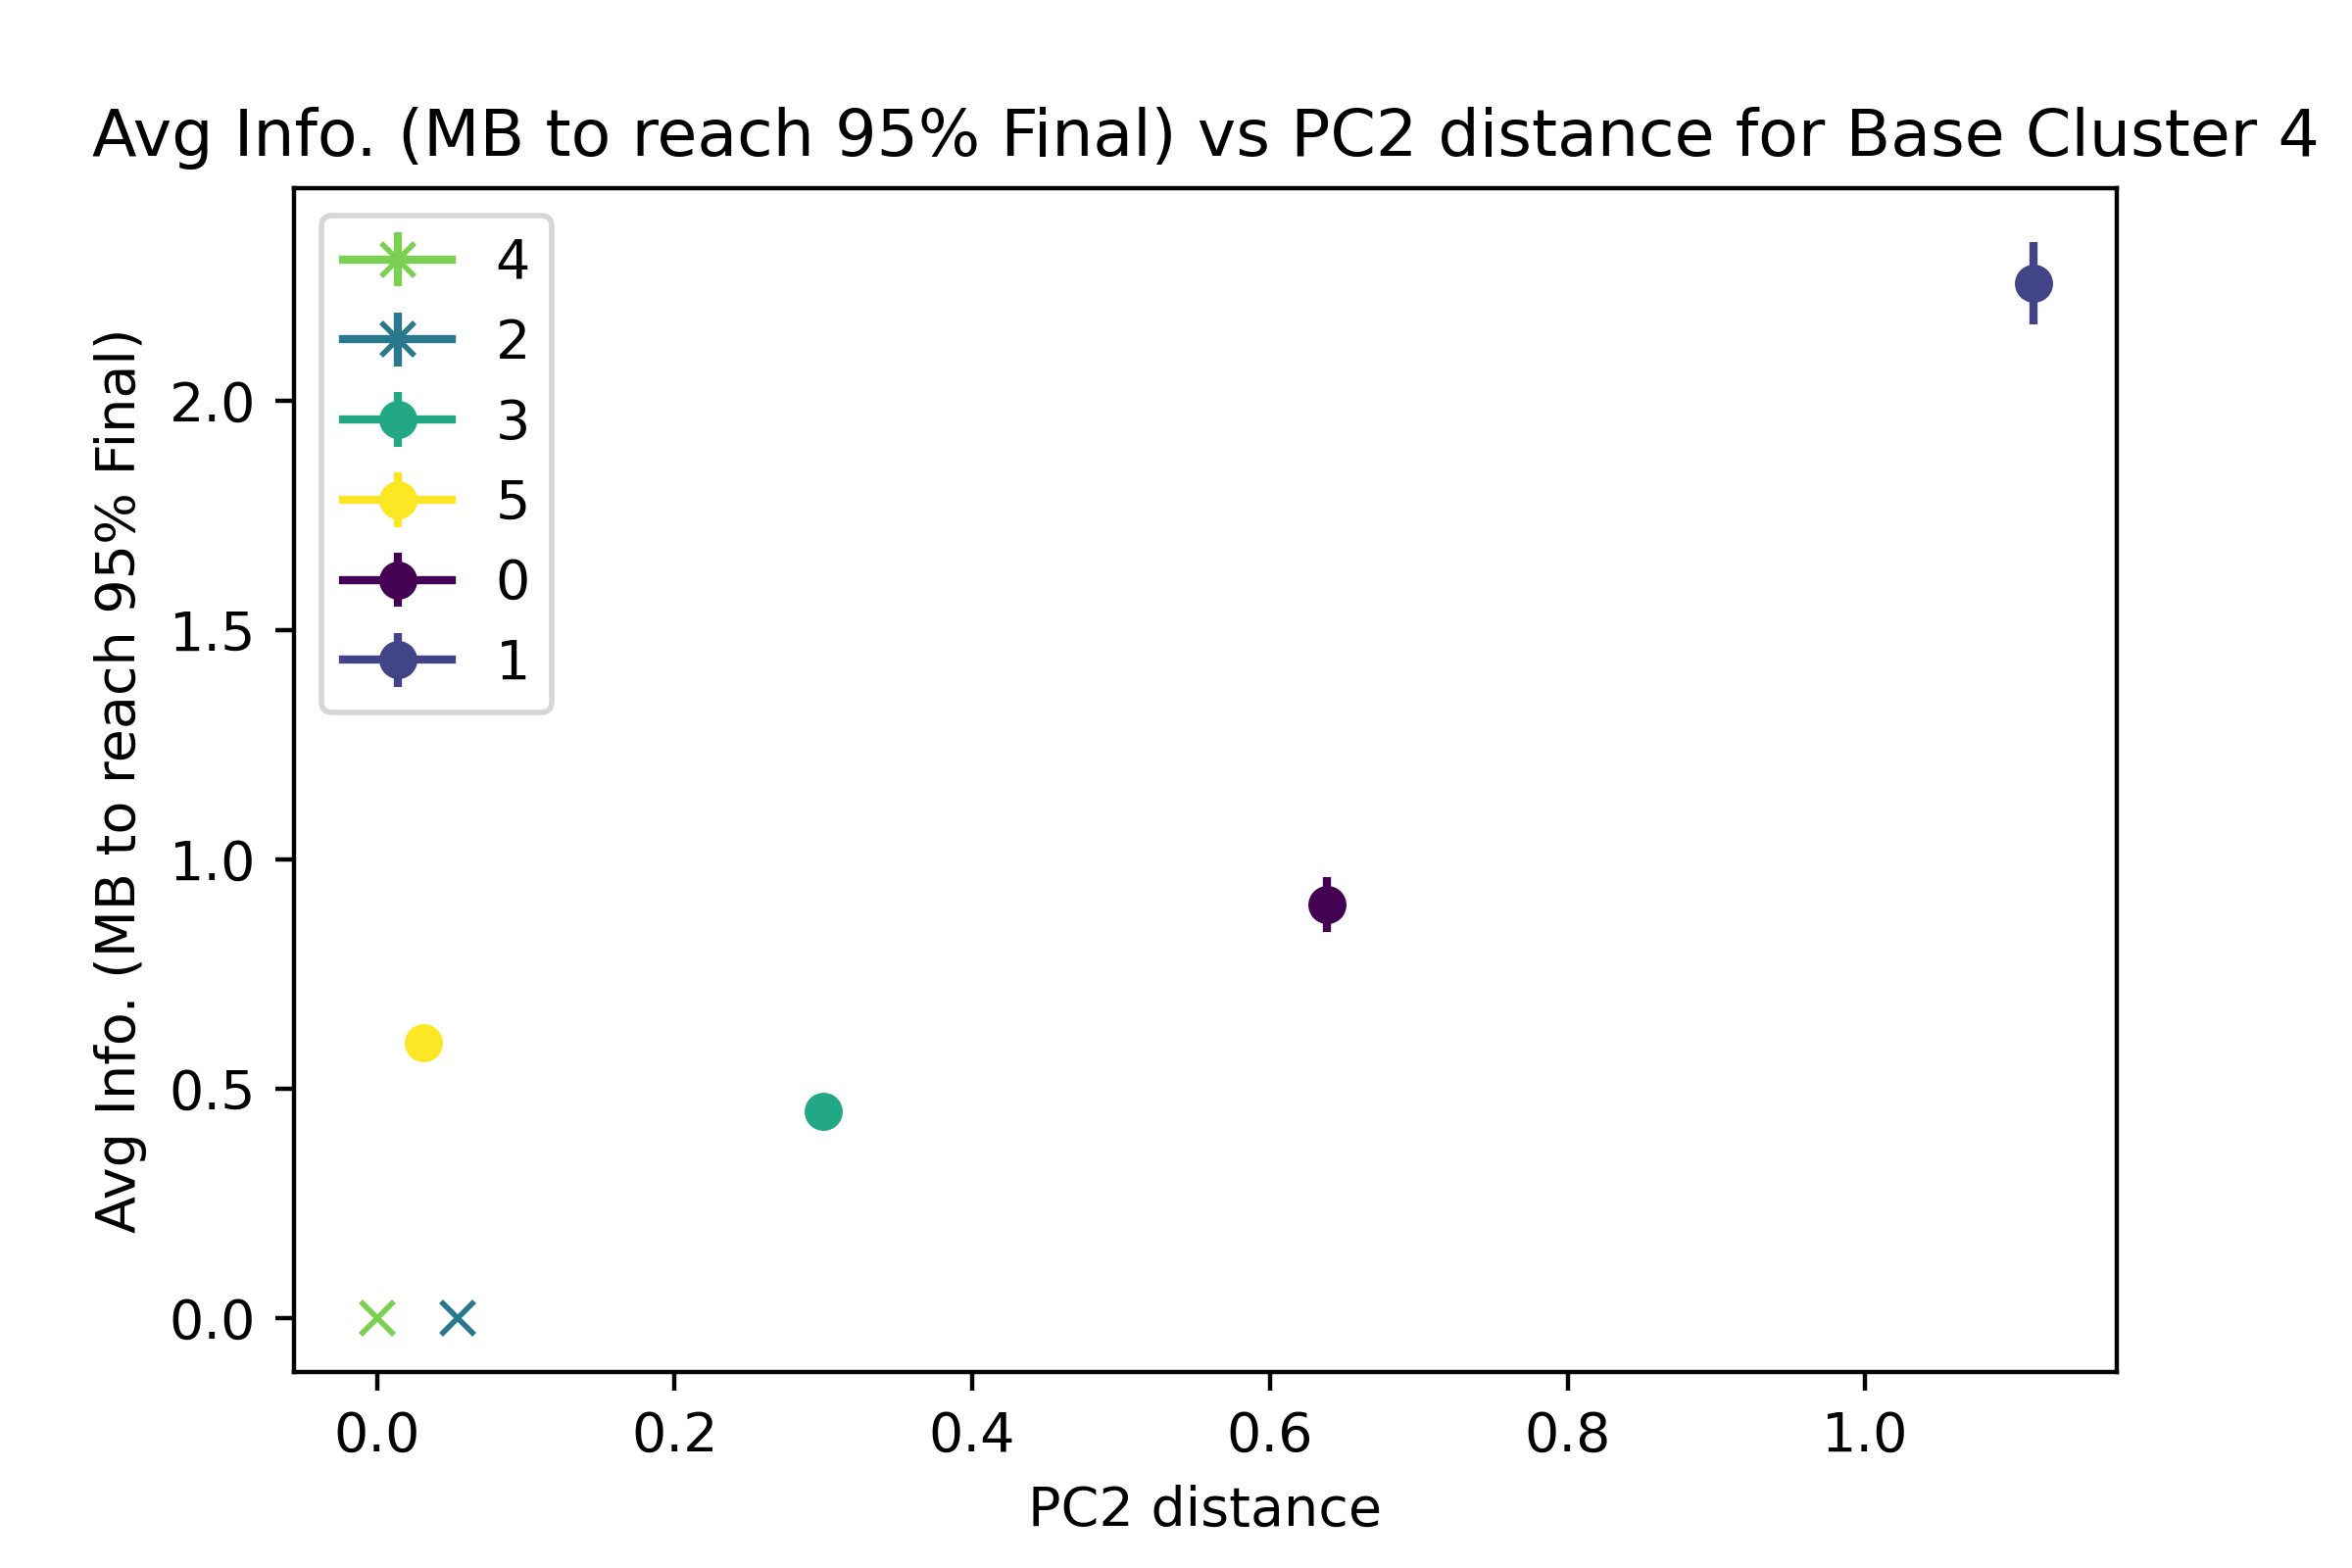 Avg Info. (MB to reach 95% Final) vs PC2 distance for Base Cluster 4
4
2
3
5
0
1
Avg Info. (MB to reach 95% Final)
2.0
1.5
1.0
0.5
0.0
0.0 0.2 0.4 0.6 0.8 1.0
PC2 distance